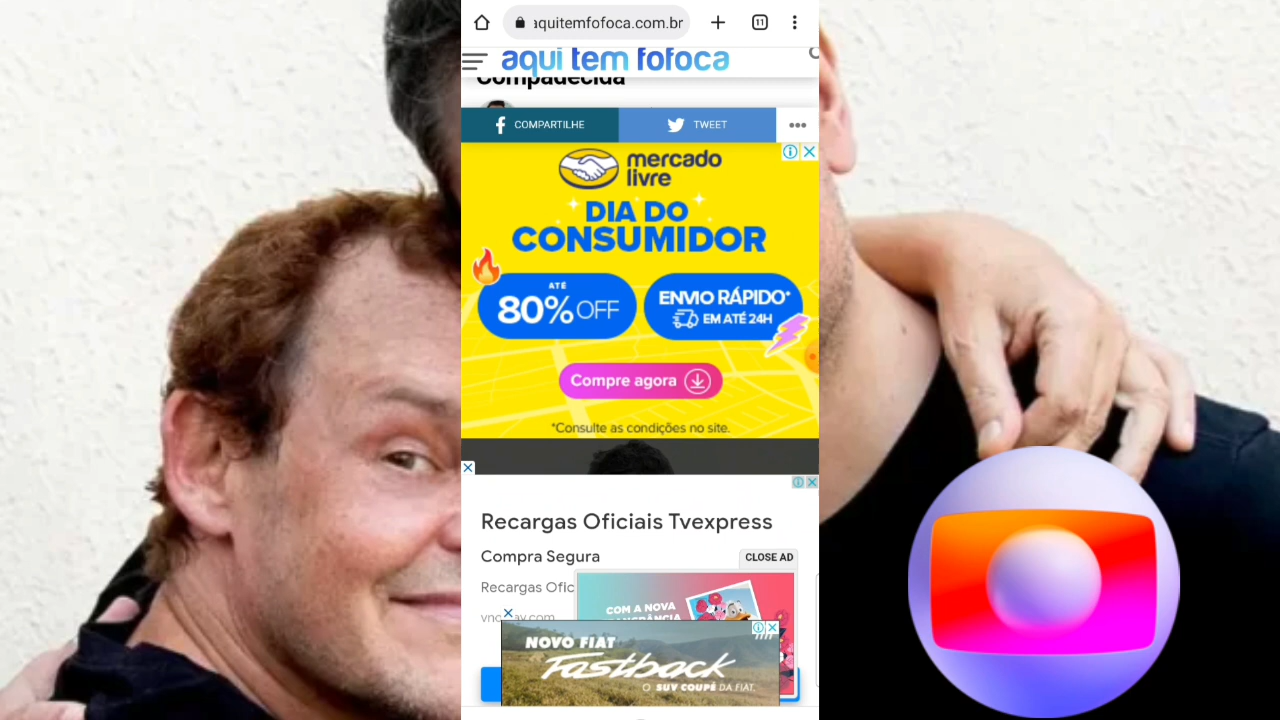 aquitemfofoca.com.br
11
aqui tem fofoca
Compadecida
COMPARTILHE
TWEET
mercado
livre
DIA DO
CONSUMIDOR
ATÉ
80% OFF
ENVIO RÁPIDO*
EM ATÉ 24H
Compre agora
*Consulte as condições no site.
Recargas Oficiais Tvexpress
Compra Segura
CLOSE AD
Recargas Ofic
COM A NOVA
NOVO FIAT
Fastback
O SUV COUPÉ DA FIAT.